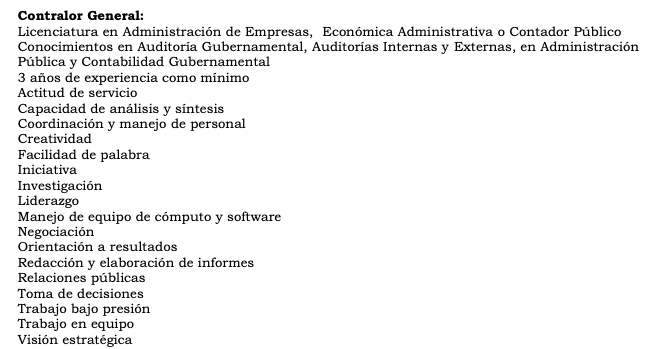 Contralor General:
Licenciatura en Administración de Empresas,  Económica Administrativa o Contador Público
Conocimientos en Auditoría Gubernamental, Auditorías Internas y Externas, en Administración
Pública y Contabilidad Gubernamental
3 años de experiencia como mínimo
Actitud de servicio
Capacidad de análisis y síntesis
Coordinación y manejo de personal
Creatividad
Facilidad de palabra
Iniciativa
Investigación
Liderazgo
Manejo de equipo de cómputo y software
Negociación
Orientación a resultados
Redacción y elaboración de informes
Relaciones públicas
Toma de decisiones
Trabajo bajo presión
Trabajo en equipo
Visión estratégica